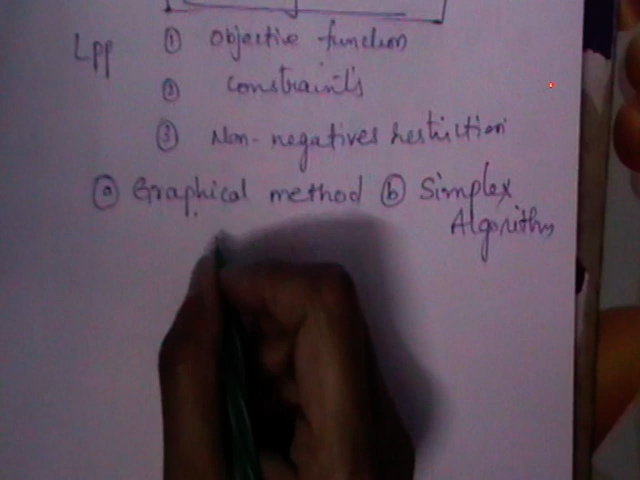 Lpp ① Objective function
② Constraints
③ Non-negatives restriction
ⓐ Graphical method ⓑ Simplex
Algorithm